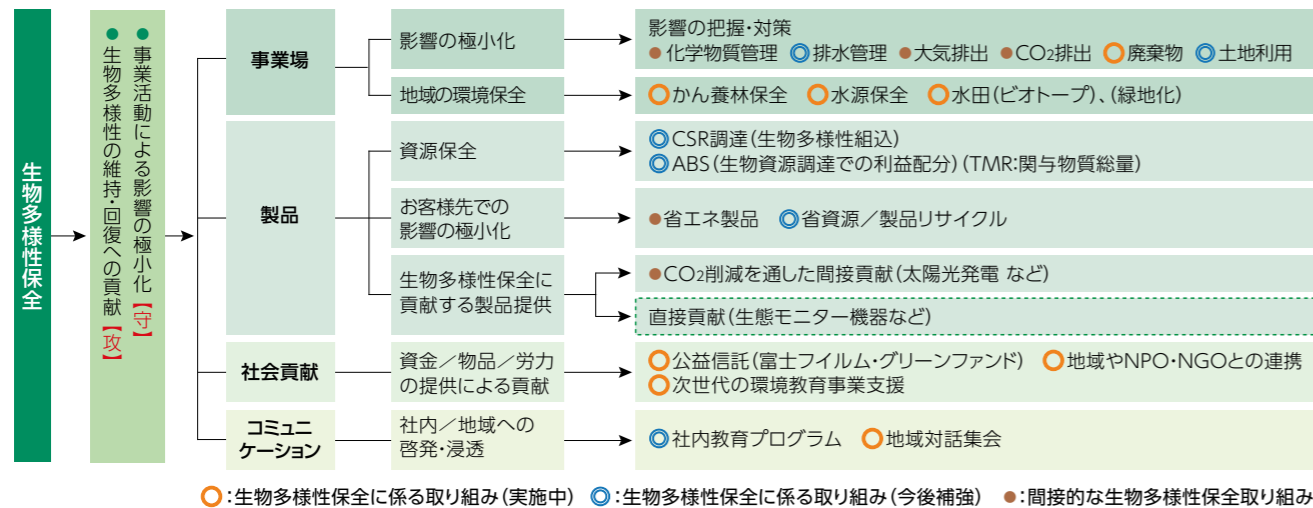 生物多様性保全
●事業活動による影響の極小化【守】
●生物多様性の維持・回復への貢献【攻】
事業場
影響の極小化
影響の把握・対策
●化学物質管理 ◎排水管理 ●大気排出 ●CO2排出 ○廃棄物 ◎土地利用
地域の環境保全
○かん養林保全 ○水源保全 ○水田(ビオトープ)、(緑地化)
製品
資源保全
◎CSR調達(生物多様性組込)
◎ABS(生物資源調達での利益配分)(TMR:関与物質総量)
お客様先での
影響の極小化
●省エネ製品 ◎省資源/製品リサイクル
生物多様性保全に
貢献する製品提供
●CO2削減を通した間接貢献(太陽光発電 など)
直接貢献(生態モニター機器など)
社会貢献
資金/物品/労力
の提供による貢献
○公益信託(富士フイルム・グリーンファンド) ○地域やNPO・NGOとの連携
○次世代の環境教育事業支援
コミュニ
ケーション
社内/地域への
啓発・浸透
◎社内教育プログラム ○地域対話集会
○:生物多様性保全に係る取り組み(実施中) ◎:生物多様性保全に係る取り組み(今後補強) ●:間接的な生物多様性保全取り組み